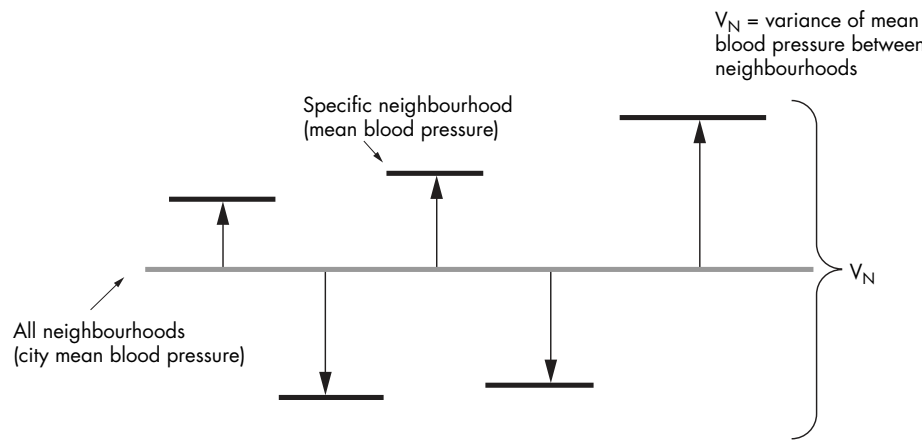 V_N = variance of mean
blood pressure between
neighbourhoods
Specific neighbourhood
(mean blood pressure)
V_N
All neighbourhoods
(city mean blood pressure)